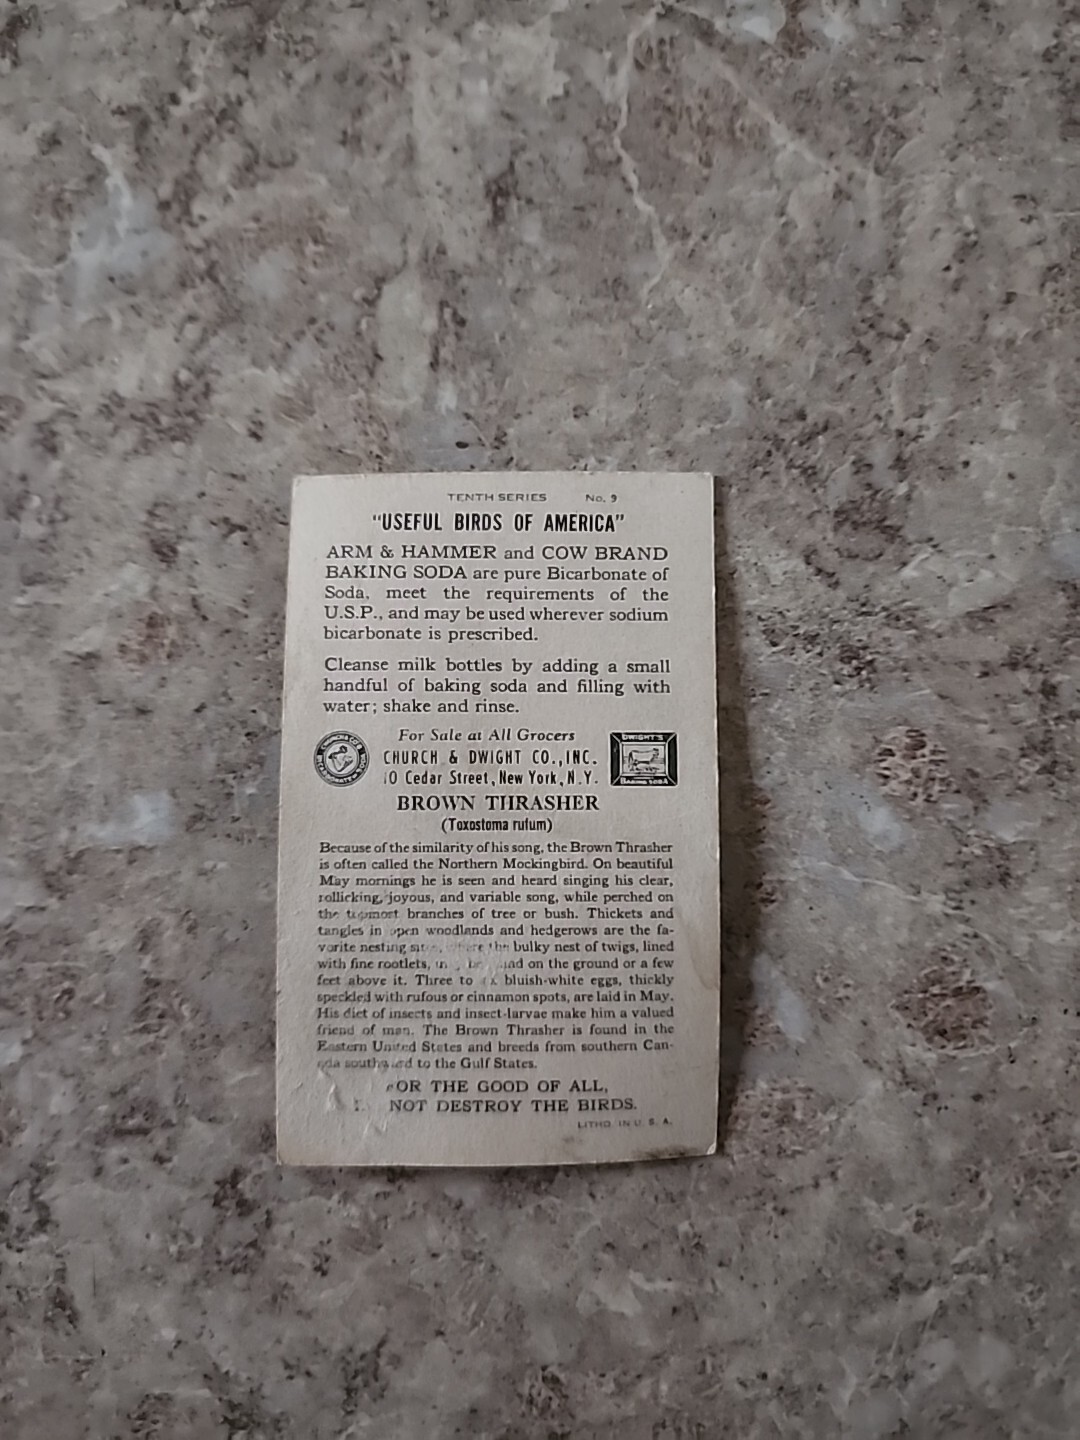 TENTH SERIES No. 9
"USEFUL BIRDS OF AMERICA"
ARM & HAMMER and COW BRAND
BAKING SODA are pure Bicarbonate of
Soda, meet the requirements of the
U.S.P., and may be used wherever sodium
bicarbonate is prescribed.
Cleanse milk bottles by adding a small
handful of baking soda and filling with
water; shake and rinse.
For Sale at All Grocers
CHURCH & DWIGHT CO., INC.
10 Cedar Street, New York, N.Y.
DWIGHT'S
BAKING SODA
BROWN THRASHER
(Toxostoma rufum)
Because of the similarity of his song, the Brown Thrasher
is often called the Northern Mockingbird. On beautiful
May mornings he is seen and heard singing his clear,
rollicking, joyous, and variable song, while perched on
the topmost branches of tree or bush. Thickets and
tangles in open woodlands and hedgerows are the fa-
vorite nesting the bulky nest of twigs, lined
with fine rootlets, on the ground or a few
feet above it. Three to bluish-white eggs, thickly
speckled with rufous or cinnamon spots, are laid in May.
His diet of insects and insect-larvae make him a valued
friend of man. The Brown Thrasher is found in the
Eastern United States and breeds from southern Can-
ada southward to the Gulf States.
FOR THE GOOD OF ALL,
NOT DESTROY THE BIRDS.
LITHO. IN U. S. A.